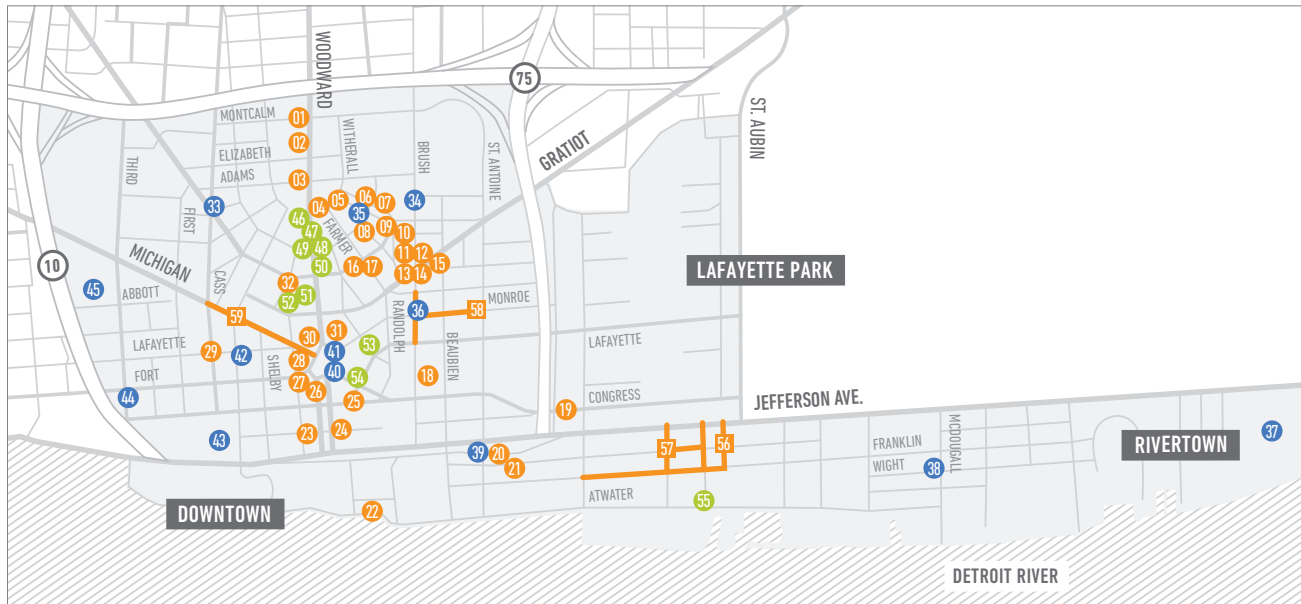 WOODWARD
75
MONTCALM
01
02
WITHERALL
ELIZABETH
ST. AUBIN
BRUSH
ST. ANTOINE
GRATIOT
THIRD
ADAMS
03
FIRST
33
04
05
06
07
34
35
46
47
FARMER
08
09
10
49
48
11
12
MICHIGAN
10
50
16
17
13
14
15
LAFAYETTE PARK
CASS
32
45
ABBOTT
52
51
RANDOLPH
36
58
MONROE
59
30
31
BEAUBIEN
LAFAYETTE
29
42
SHELBY
28
41
53
LAFAYETTE
FORT
27
40
54
18
44
26
25
19
CONGRESS
JEFFERSON AVE.
43
23
24
MCDOUGALL
37
39
20
57
56
FRANKLIN
RIVERTOWN
21
WIGHT
38
ATWATER
55
DOWNTOWN
22
DETROIT RIVER